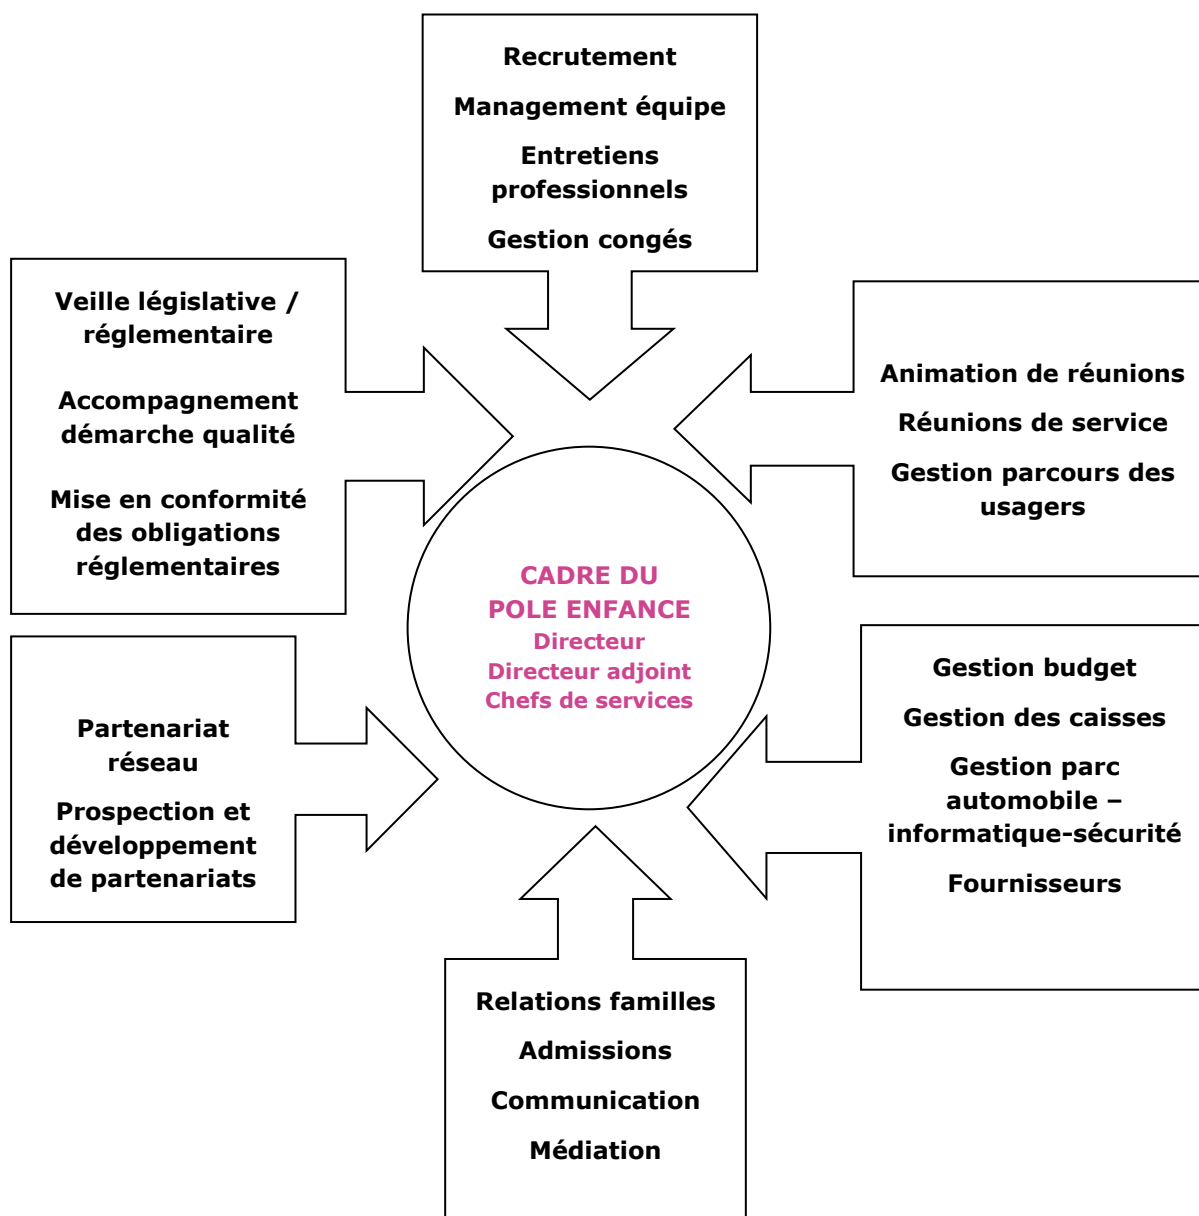 Recrutement
Management équipe
Entretiens
professionnels
Gestion congés
Veille législative /
réglementaire
Accompagnement
démarche qualité
Mise en conformité
des obligations
réglementaires
Animation de réunions
Réunions de service
Gestion parcours des
usagers
CADRE DU
POLE ENFANCE
Directeur
Directeur adjoint
Chefs de services
Partenariat
réseau
Prospection et
développement
de partenariats
Gestion budget
Gestion des caisses
Gestion parc
automobile –
informatique-sécurité
Fournisseurs
Relations familles
Admissions
Communication
Médiation